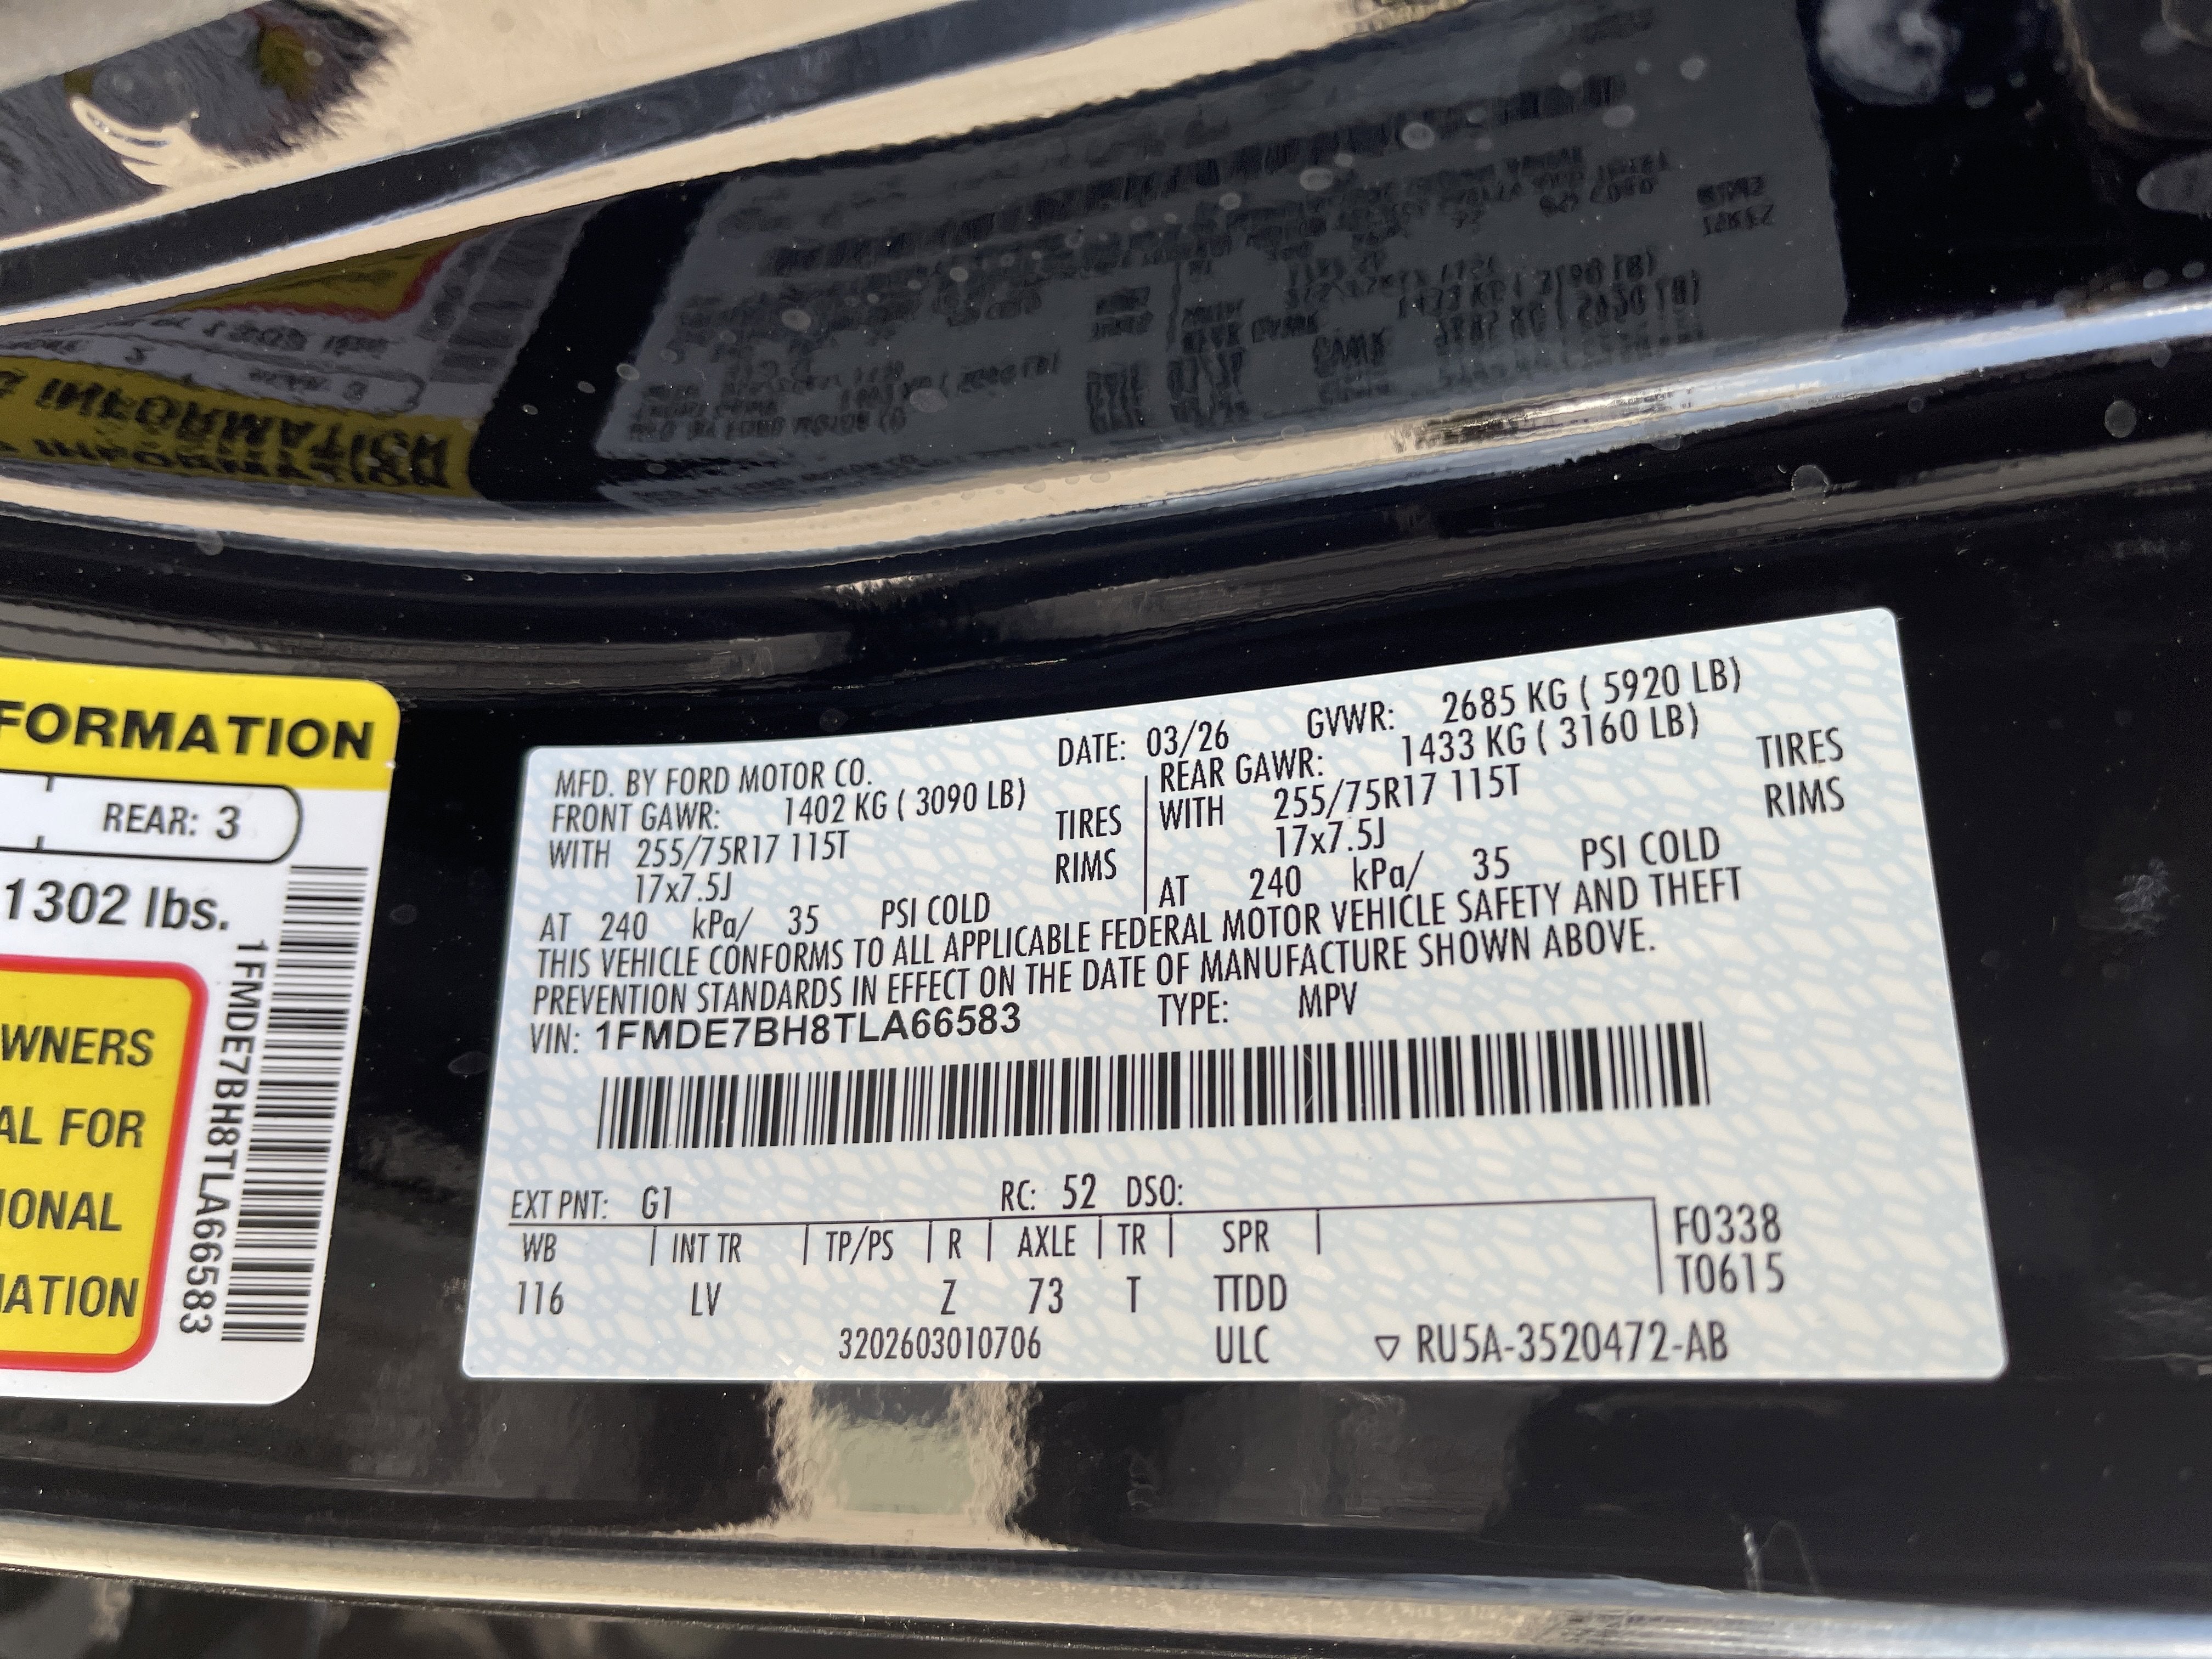 FORMATION
REAR: 3
1302 lbs.
WNERS
AL FOR
IONAL
MATION
1FMDE7BH8TLA66583
MFD. BY FORD MOTOR CO. DATE: 03/26 GVWR: 2685 KG ( 5920 LB)
FRONT GAWR: 1402 KG ( 3090 LB) REAR GAWR: 1433 KG ( 3160 LB)
WITH 255/75R17 115T TIRES WITH 255/75R17 115T TIRES
17x7.5J RIMS 17x7.5J RIMS
AT 240 kPa/ 35 PSI COLD AT 240 kPa/ 35 PSI COLD
THIS VEHICLE CONFORMS TO ALL APPLICABLE FEDERAL MOTOR VEHICLE SAFETY AND THEFT
PREVENTION STANDARDS IN EFFECT ON THE DATE OF MANUFACTURE SHOWN ABOVE.
VIN: 1FMDE7BH8TLA66583 TYPE: MPV
EXT PNT: G1 RC: 52 DSO:
WB INT TR TP/PS R AXLE TR SPR F0338
116 LV Z 73 T TTDD T0615
3202603010706 ULC ▽ RU5A-3520472-AB